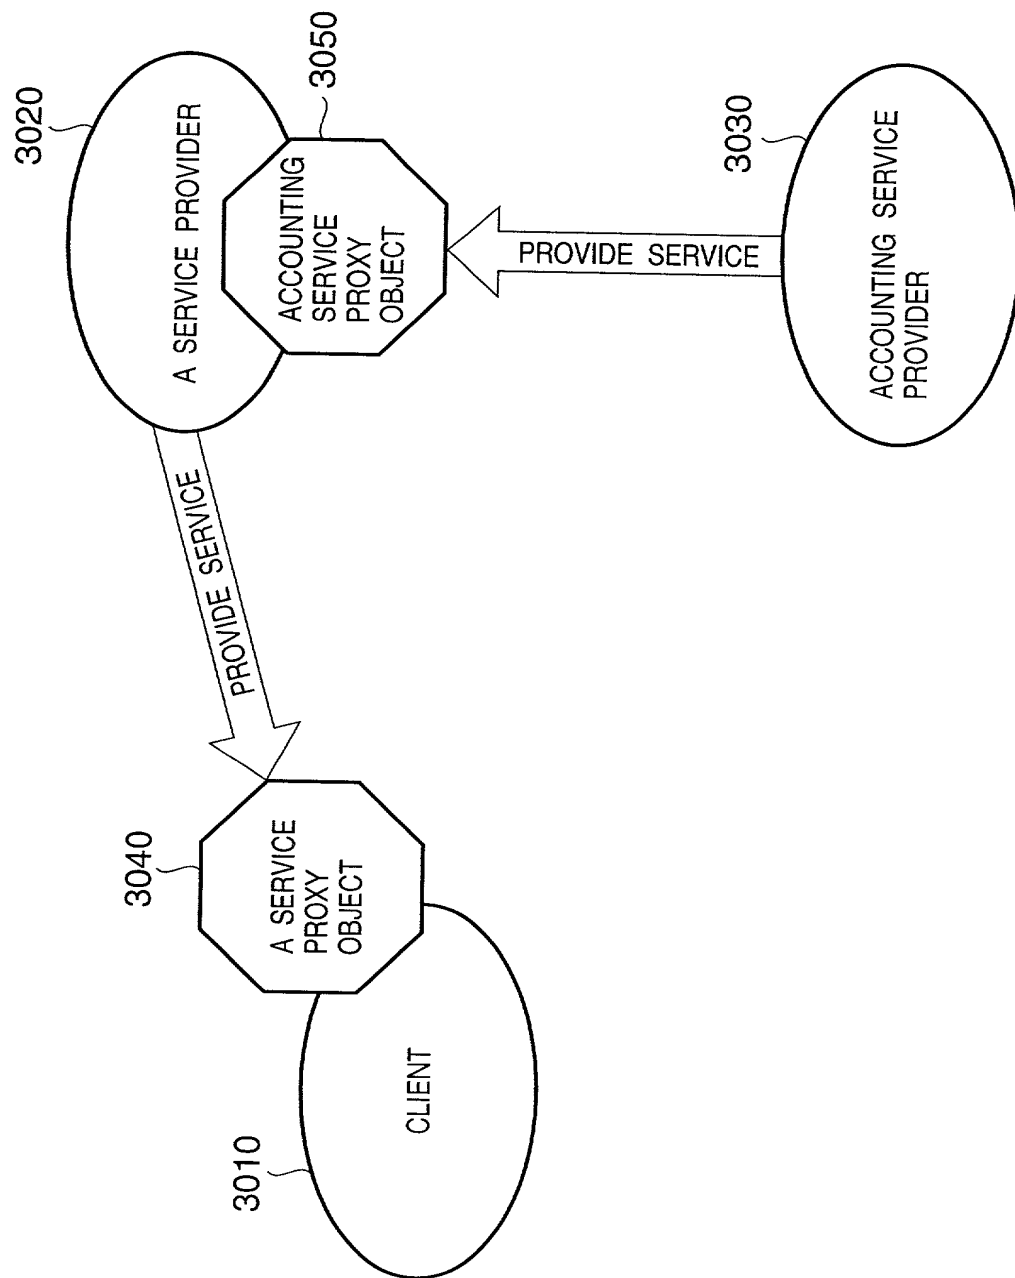 3010
CLIENT
3040
A SERVICE
PROXY
OBJECT
PROVIDE SERVICE
3020
A SERVICE PROVIDER
3050
ACCOUNTING
SERVICE
PROXY
OBJECT
PROVIDE SERVICE
3030
ACCOUNTING SERVICE
PROVIDER